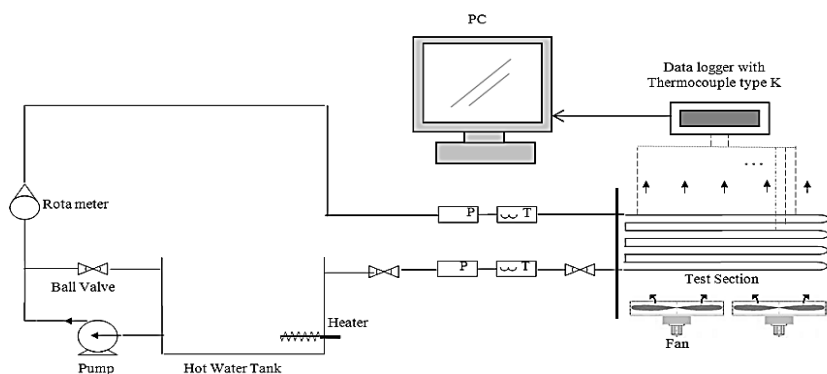 PC
Data logger with
Thermocouple type K
...
Rota meter
P
T
P
T
Ball Valve
Test Section
Heater
Fan
Pump
Hot Water Tank